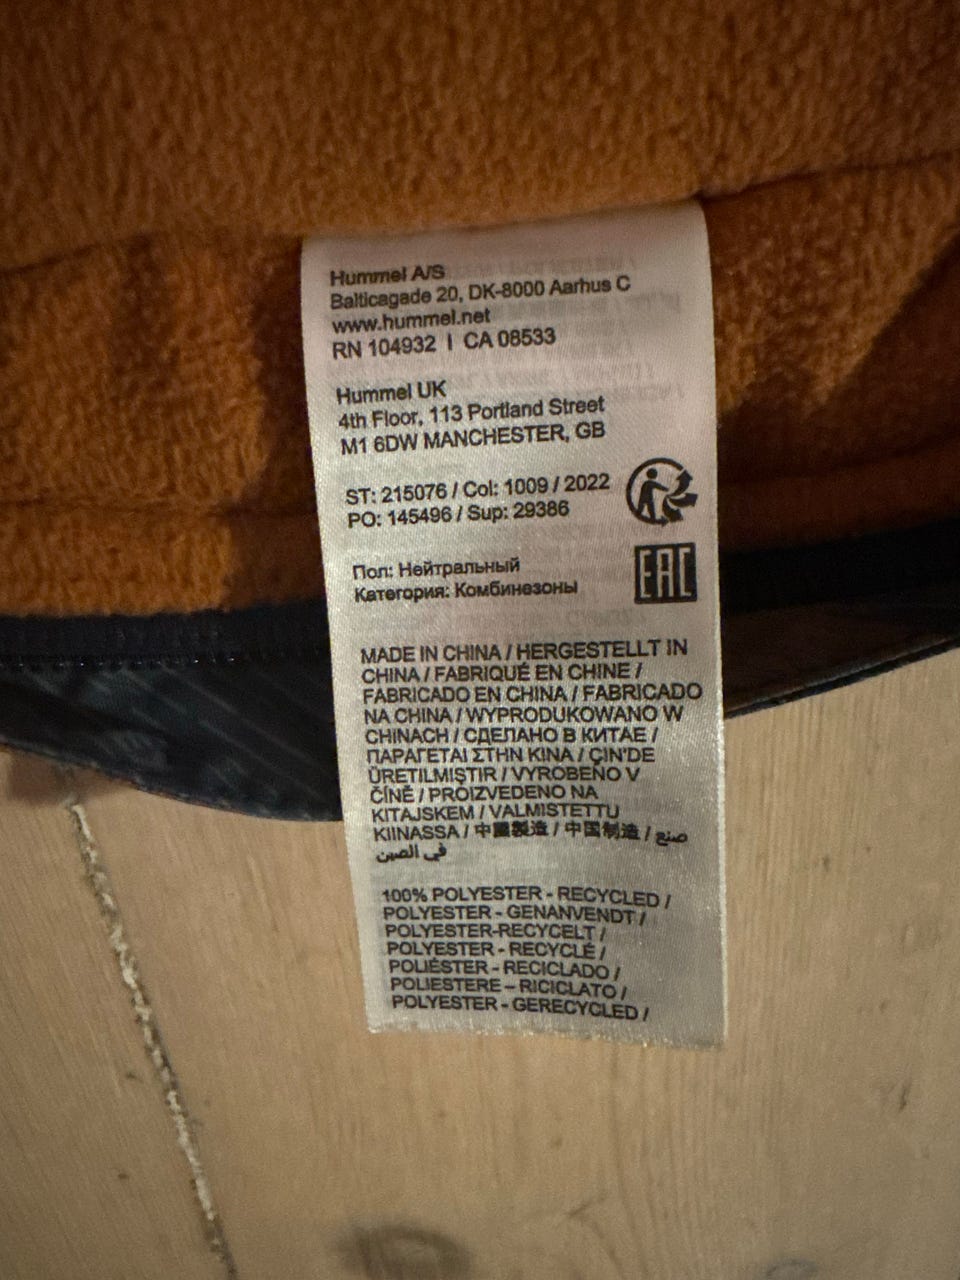 Hummel A/S
Balticagade 20, DK-8000 Aarhus C
www.hummel.net
RN 104932 I CA 08533
Hummel UK
4th Floor, 113 Portland Street
M1 6DW MANCHESTER, GB
ST: 215076 / Col: 1009 / 2022
PO: 145496 / Sup: 29386
Пол: Нейтральный
Категория: Комбинезоны
EAC
MADE IN CHINA / HERGESTELLT IN
CHINA / FABRIQUÉ EN CHINE /
FABRICADO EN CHINA / FABRICADO
NA CHINA / WYPRODUKOWANO W
CHINACH / СДЕЛАНО В КИТАЕ /
ΠΑΡΑΓΕΤΑΙ ΣΤΗΝ ΚΙΝΑ / ÇIN'DE
ÜRETILMIŞTIR / VYROBENO V
ČÍNĚ / PROIZVEDENO NA
KITAJSKEM / VALMISTETTU
KIINASSA / 中國製造 / 中国制造 / صنع
في الصين
100% POLYESTER - RECYCLED /
POLYESTER - GENANVENDT /
POLYESTER-RECYCELT /
POLYESTER - RECYCLÉ /
POLIÉSTER - RECICLADO /
POLIESTERE – RICICLATO /
POLYESTER - GERECYCLED /